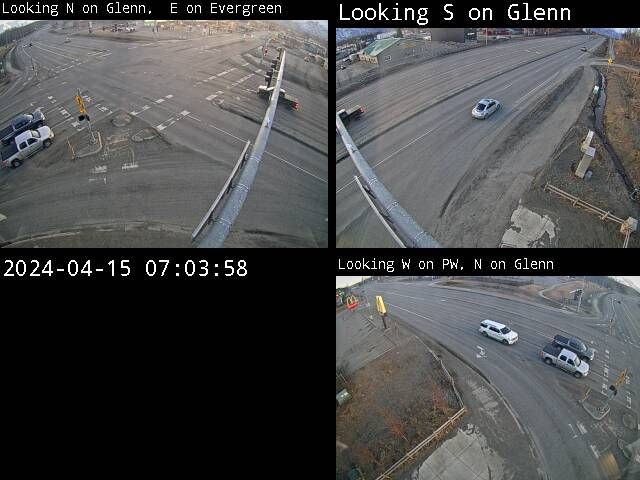 Looking N on Glenn, E on Evergreen
Looking S on Glenn
2024-04-15 07:03:58
Looking W on PW, N on Glenn